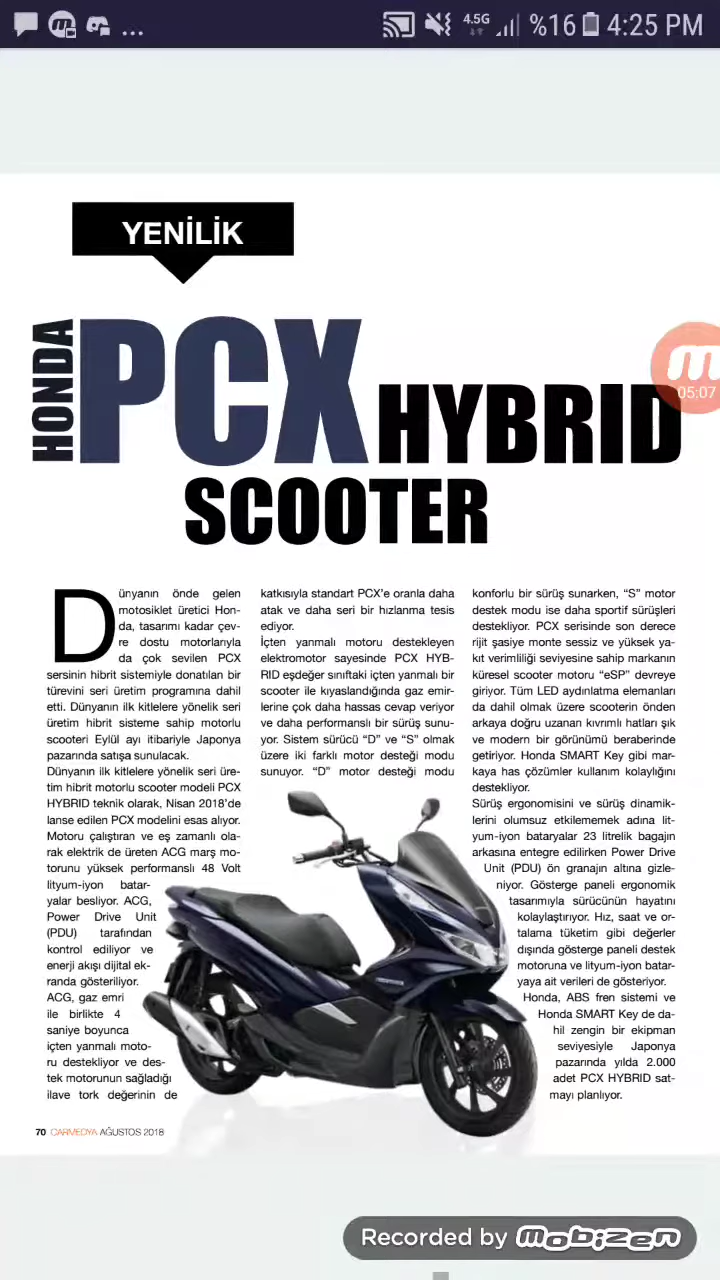 ... 4.5G %16 4:25 PM
YENİLİK
HONDA
PCX HYBRID
SCOOTER
05:07
Dünyanın önde gelen
motosiklet üretici Hon-
da, tasarımı kadar çev-
re dostu motorlarıyla
da çok sevilen PCX
sersinin hibrit sistemiyle donatılan bir
türevini seri üretim programına dahil
etti. Dünyanın ilk kitlelere yönelik seri
üretim hibrit sisteme sahip motorlu
scooteri Eylül ayı itibariyle Japonya
pazarında satışa sunulacak.
Dünyanın ilk kitlelere yönelik seri üre-
tim hibrit motorlu scooter modeli PCX
HYBRID teknik olarak, Nisan 2018'de
lanse edilen PCX modelini esas alıyor.
Motoru çalıştıran ve eş zamanlı ola-
rak elektrik de üreten ACG marş mo-
torunu yüksek performanslı 48 Volt
lityum-iyon batar-
yalar besliyor. ACG,
Power Drive Unit
(PDU) tarafından
kontrol ediliyor ve
enerji akışı dijital ek-
randa gösteriliyor.
ACG, gaz emri
ile birlikte 4
saniye boyunca
içten yanmalı moto-
ru destekliyor ve des-
tek motorunun sağladığı
ilave tork değerinin de
katkısıyla standart PCX'e oranla daha
atak ve daha seri bir hızlanma tesis
ediyor.
İçten yanmalı motoru destekleyen
elektromotor sayesinde PCX HYB-
RID eşdeğer sınıftaki içten yanmalı bir
scooter ile kıyaslandığında gaz emir-
lerine çok daha hassas cevap veriyor
ve daha performanslı bir sürüş sunu-
yor. Sistem sürücü “D” ve “S” olmak
üzere iki farklı motor desteği modu
sunuyor. “D” motor desteği modu
konforlu bir sürüş sunarken, “S” motor
destek modu ise daha sportif sürüşleri
destekliyor. PCX serisinde son derece
rijit şasiye monte sessiz ve yüksek ya-
kıt verimliliği seviyesine sahip markanın
küresel scooter motoru “eSP” devreye
giriyor. Tüm LED aydınlatma elemanları
da dahil olmak üzere scooterin önden
arkaya doğru uzanan kıvrımlı hatları şık
ve modern bir görünümü beraberinde
getiriyor. Honda SMART Key gibi mar-
kaya has çözümler kullanım kolaylığını
destekliyor.
Sürüş ergonomisini ve sürüş dinamik-
lerini olumsuz etkilememek adına lit-
yum-iyon bataryalar 23 litrelik bagajın
arkasına entegre edilirken Power Drive
Unit (PDU) ön granajın altına gizle-
niyor. Gösterge paneli ergonomik
tasarımıyla sürücünün hayatını
kolaylaştırıyor. Hız, saat ve or-
talama tüketim gibi değerler
dışında gösterge paneli destek
motoruna ve lityum-iyon batar-
yaya ait verileri de gösteriyor.
Honda, ABS fren sistemi ve
Honda SMART Key de da-
hil zengin bir ekipman
seviyesiyle Japonya
pazarında yılda 2.000
adet PCX HYBRID sat-
mayı planlıyor.
70 CARMEDYA AĞUSTOS 2018
Recorded by Mobizen